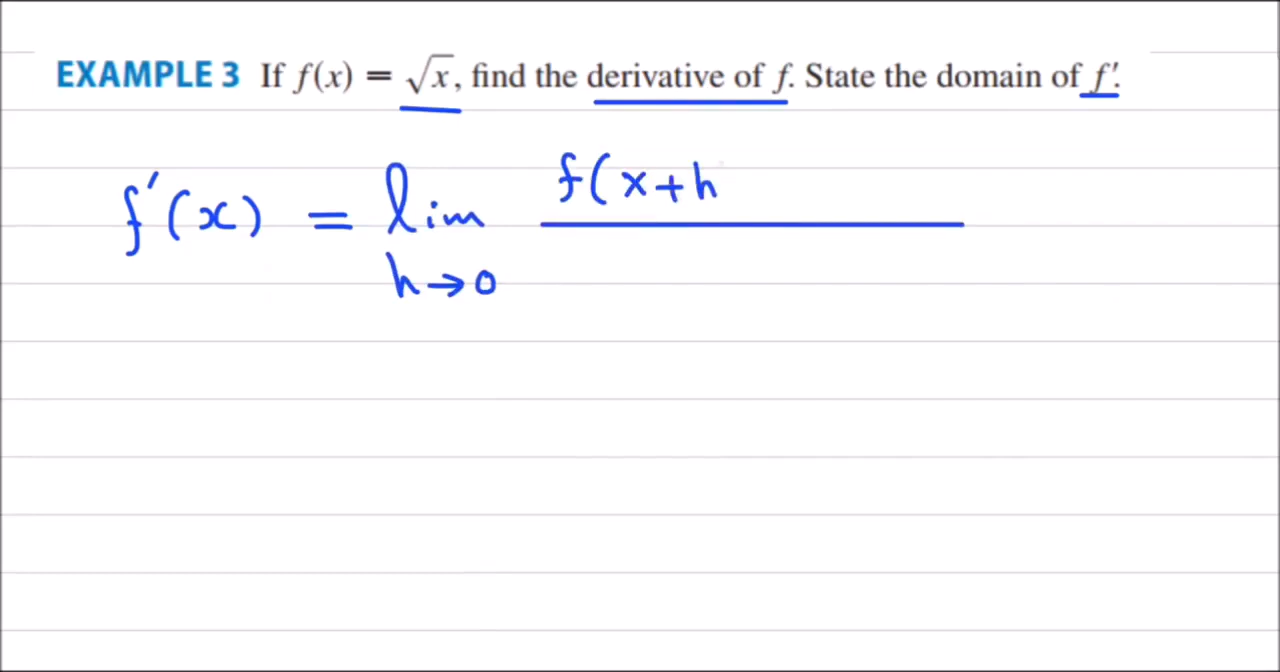 EXAMPLE 3 If f(x) = √x, find the derivative of f. State the domain of f′.
f′(x) = lim f(x+h
h→0